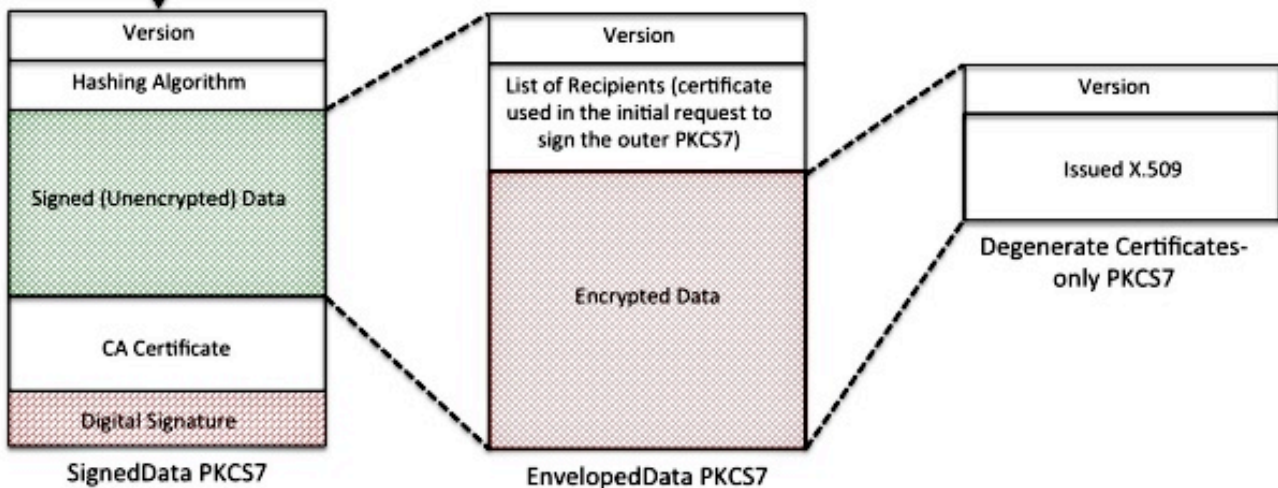 Version
Hashing Algorithm
Signed (Unencrypted) Data
CA Certificate
Digital Signature
SignedData PKCS7
Version
List of Recipients (certificate
used in the initial request to
sign the outer PKCS7)
Encrypted Data
EnvelopedData PKCS7
Version
Issued X.509
Degenerate Certificates-
only PKCS7